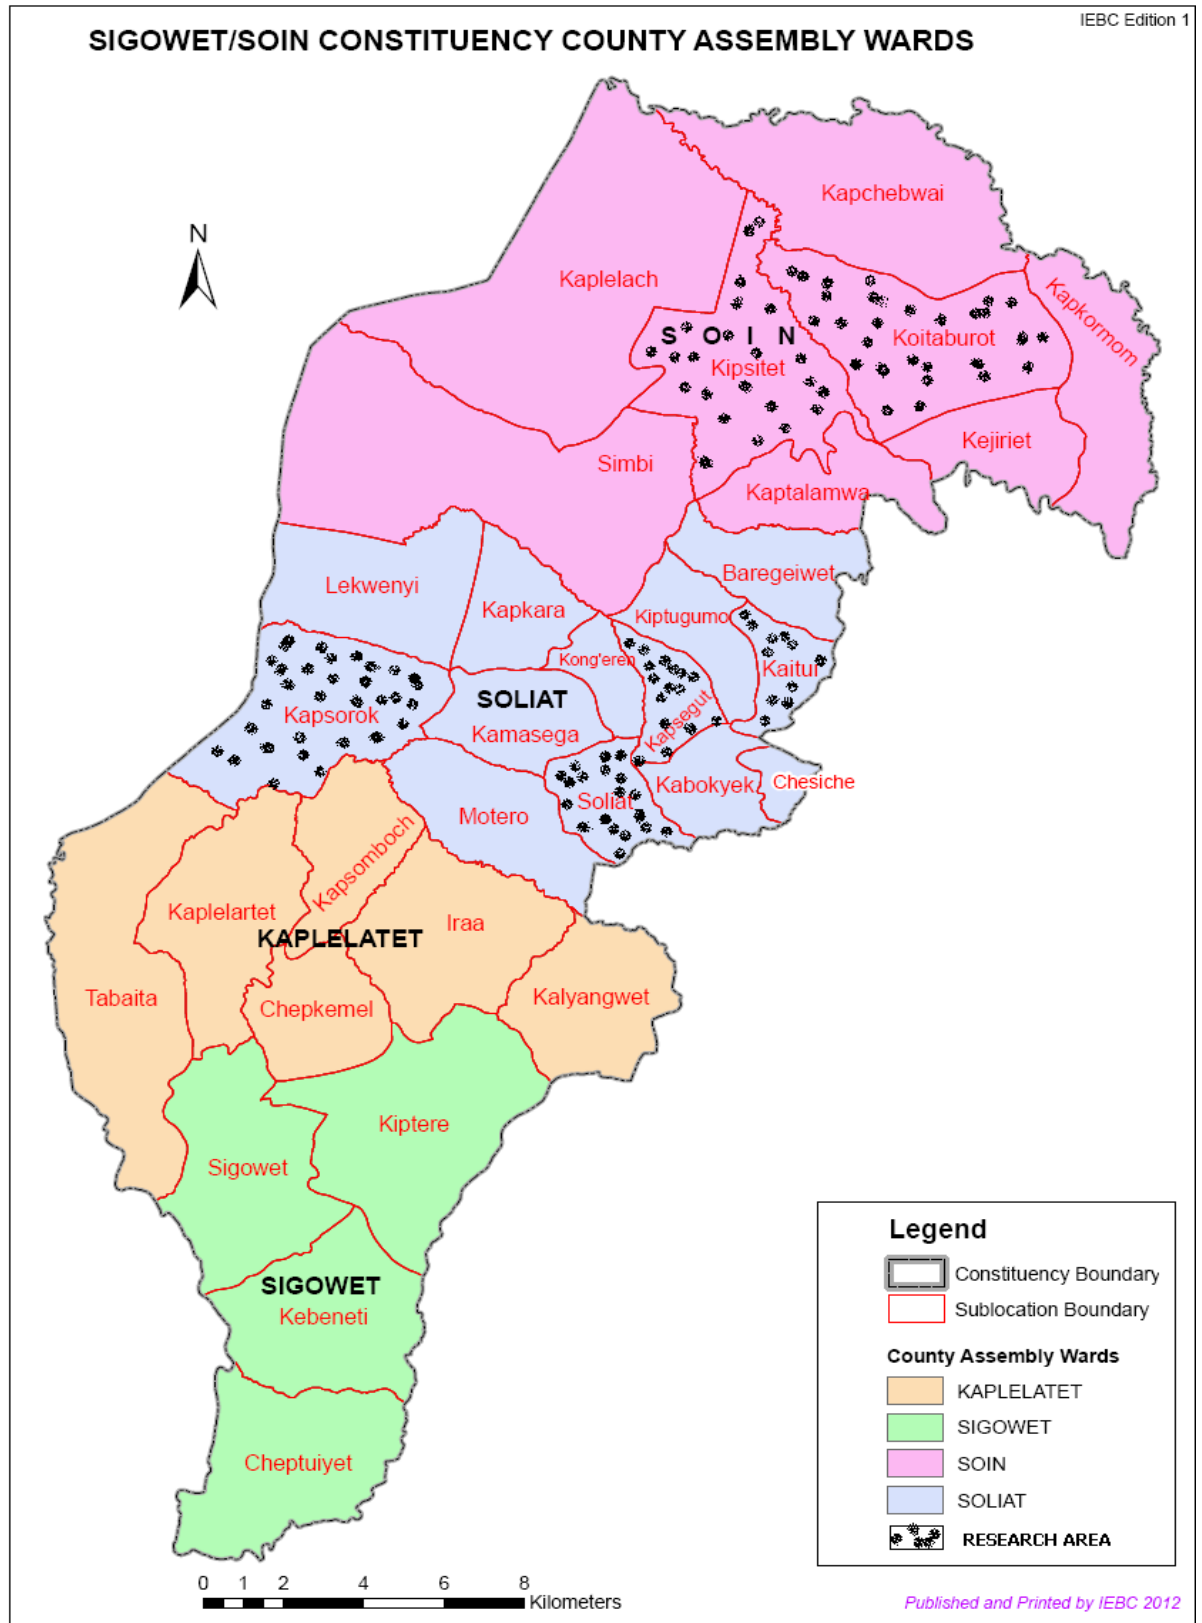 IEBC Edition 1
SIGOWET/SOIN CONSTITUENCY COUNTY ASSEMBLY WARDS
N
Kapchebwai
Kaplelach
Kapkormom
S O I N
Koitaburot
Kipsitet
Kejiriet
Simbi
Kaptalamwa
Baregeiwet
Lekwenyi
Kapkara
Kiptugumo
Kong'eren
Kaitui
SOLIAT
Kapsorok
Kapsegut
Kamasega
Kabokyek
Chesiche
Soliat
Motero
Kapsomboch
Kaplelartet
Iraa
KAPLELATET
Tabaita
Chepkemel
Kalyangwet
Kiptere
Sigowet
SIGOWET
Kebeneti
Cheptuiyet
Legend
Constituency Boundary
Sublocation Boundary
County Assembly Wards
KAPLELATET
SIGOWET
SOIN
SOLIAT
RESEARCH AREA
0 1 2 4 6 8
Kilometers
Published and Printed by IEBC 2012